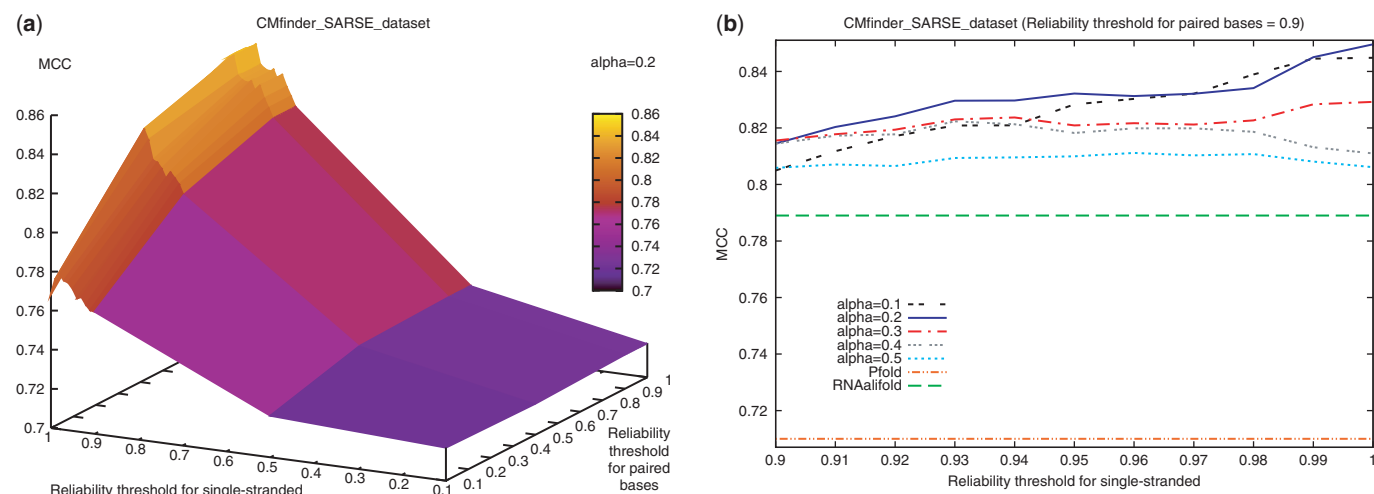 (a)
CMfinder_SARSE_dataset
MCC
alpha=0.2
0.86
0.84
0.82
0.8
0.78
0.76
0.74
0.72
0.7
0.86
0.84
0.82
0.8
0.78
0.76
0.74
0.72
0.7
1
0.9
0.8
0.7
0.6
0.5
0.4
0.3
0.2
0.1
Reliability threshold for single-stranded
0.1
0.2
0.3
0.4
0.5
0.6
0.7
0.8
0.9
1
Reliability
threshold
for paired
bases
(b)
CMfinder_SARSE_dataset (Reliability threshold for paired bases = 0.9)
MCC
0.84
0.82
0.8
0.78
0.76
0.74
0.72
alpha=0.1
alpha=0.2
alpha=0.3
alpha=0.4
alpha=0.5
Pfold
RNAalifold
0.9 0.91 0.92 0.93 0.94 0.95 0.96 0.97 0.98 0.99 1
Reliability threshold for single-stranded